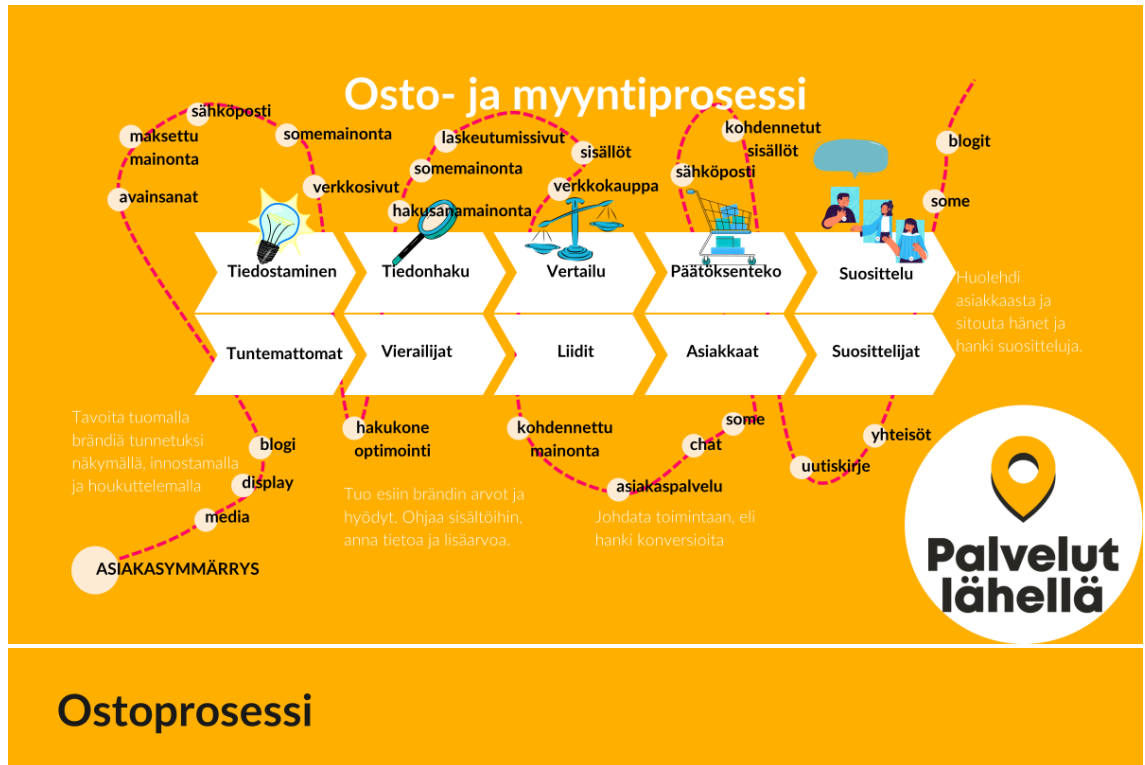 Osto- ja myyntiprosessi
sähköposti
maksettu
mainonta
somemainonta
avainsanat
verkkosivut
laskeutumissivut
somemainonta
hakusanamainonta
sisällöt
verkkokauppa
kohdennetut
sisällöt
sähköposti
blogit
some
Tiedostaminen
Tiedonhaku
Vertailu
Päätöksenteko
Suosittelu
Huolehdi
asiakkaasta ja
sitouta hänet ja
hanki suositteluja.
Tuntemattomat
Vierailijat
Liidit
Asiakkaat
Suosittelijat
Tavoita tuomalla
brändiä tunnetuksi
näkymällä, innostamalla
ja houkuttelemalla
blogi
display
media
ASIAKASYMMÄRRYS
hakukone
optimointi
Tuo esiin brändin arvot ja
hyödyt. Ohjaa sisältöihin,
anna tietoa ja lisäarvoa.
kohdennettu
mainonta
asiakaspalvelu
chat
some
Johdata toimintaan, eli
hanki konversioita
uutiskirje
yhteisöt
Palvelut
lähellä
Ostoprosessi